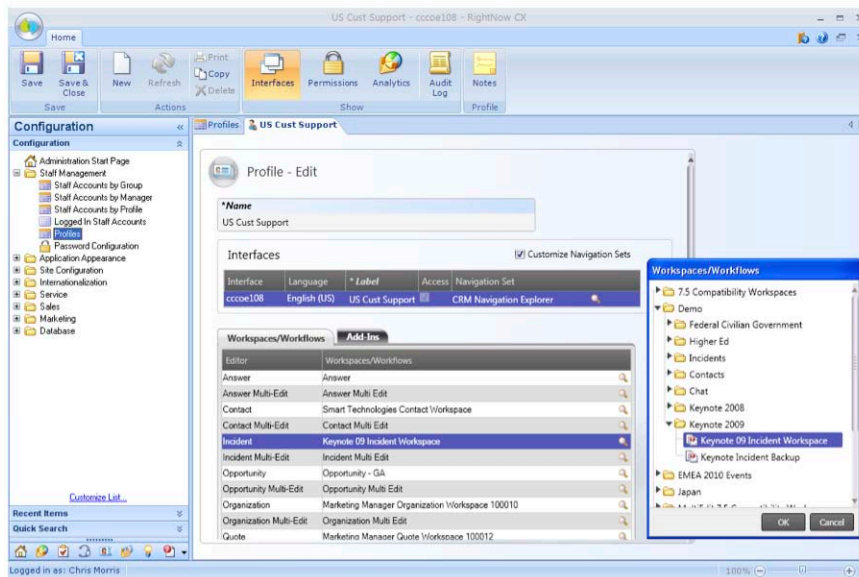 US Cust Support - cccoe108 - RightNow CX
Home
Save
Save & Close
New
Refresh
Print
Copy
Delete
Interfaces
Permissions
Analytics
Audit Log
Notes
Save
Actions
Show
Profile
Configuration
Configuration
Administration Start Page
Staff Management
Staff Accounts by Group
Staff Accounts by Manager
Staff Accounts by Profile
Logged In Staff Accounts
Profiles
Password Configuration
Application Appearance
Site Configuration
Internationalization
Service
Sales
Marketing
Database
Customize List...
Recent Items
Quick Search
Logged in as: Chris Morris
Profiles
US Cust Support
Profile - Edit
*Name
US Cust Support
Interfaces
Customize Navigation Sets
Interface Language * Label Access Navigation Set
cccoe108 English (US) US Cust Support CRM Navigation Explorer
Workspaces/Workflows Add-Ins
Editor Workspaces/Workflows
Answer Answer
Answer Multi-Edit Answer Multi Edit
Contact Smart Technologies Contact Workspace
Contact Multi-Edit Contact Multi Edit
Incident Keynote 09 Incident Workspace
Incident Multi-Edit Incident Multi Edit
Opportunity Opportunity - GA
Opportunity Multi-Edit Opportunity Multi Edit
Organization Marketing Manager Organization Workspace 100010
Organization Multi-Edit Organization Multi Edit
Quote Marketing Manager Quote Workspace 100012
Workspaces/Workflows
7.5 Compatibility Workspaces
Demo
Federal Civilian Government
Higher Ed
Incidents
Contacts
Chat
Keynote 2008
Keynote 2009
Keynote 09 Incident Workspace
Keynote Incident Backup
EMEA 2010 Events
Japan
OK Cancel
100%